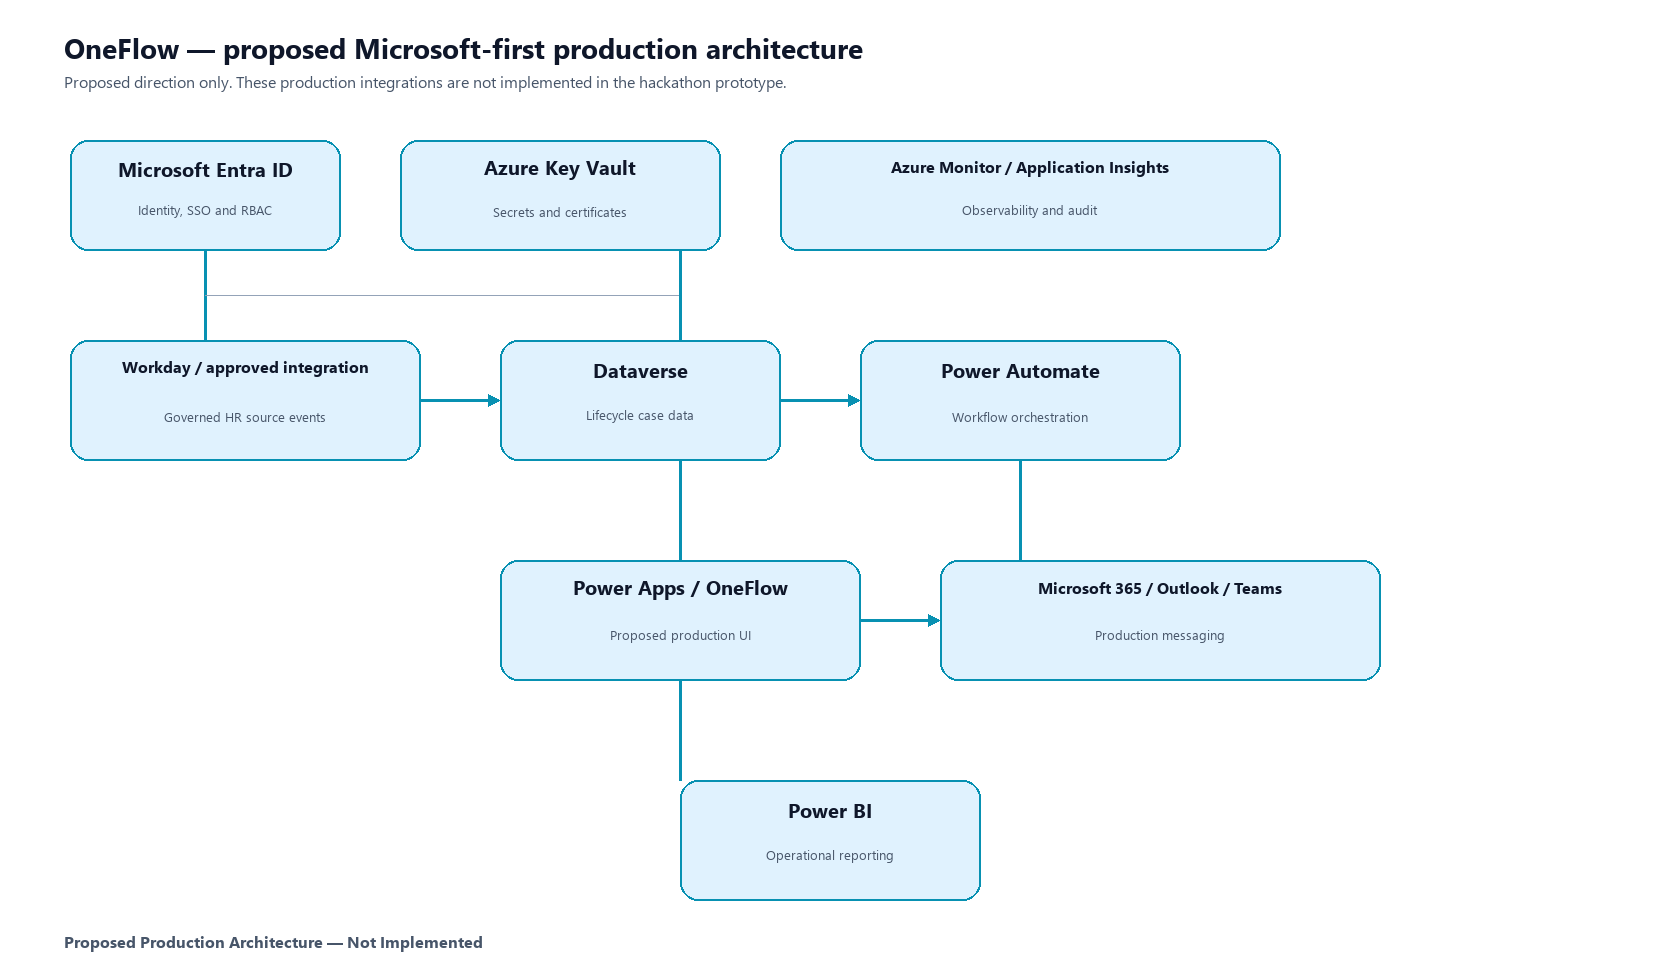 OneFlow — proposed Microsoft-first production architecture
Proposed direction only. These production integrations are not implemented in the hackathon prototype.
Microsoft Entra ID
Identity, SSO and RBAC
Azure Key Vault
Secrets and certificates
Azure Monitor / Application Insights
Observability and audit
Workday / approved integration
Governed HR source events
Dataverse
Lifecycle case data
Power Automate
Workflow orchestration
Power Apps / OneFlow
Proposed production UI
Microsoft 365 / Outlook / Teams
Production messaging
Power BI
Operational reporting
Proposed Production Architecture — Not Implemented